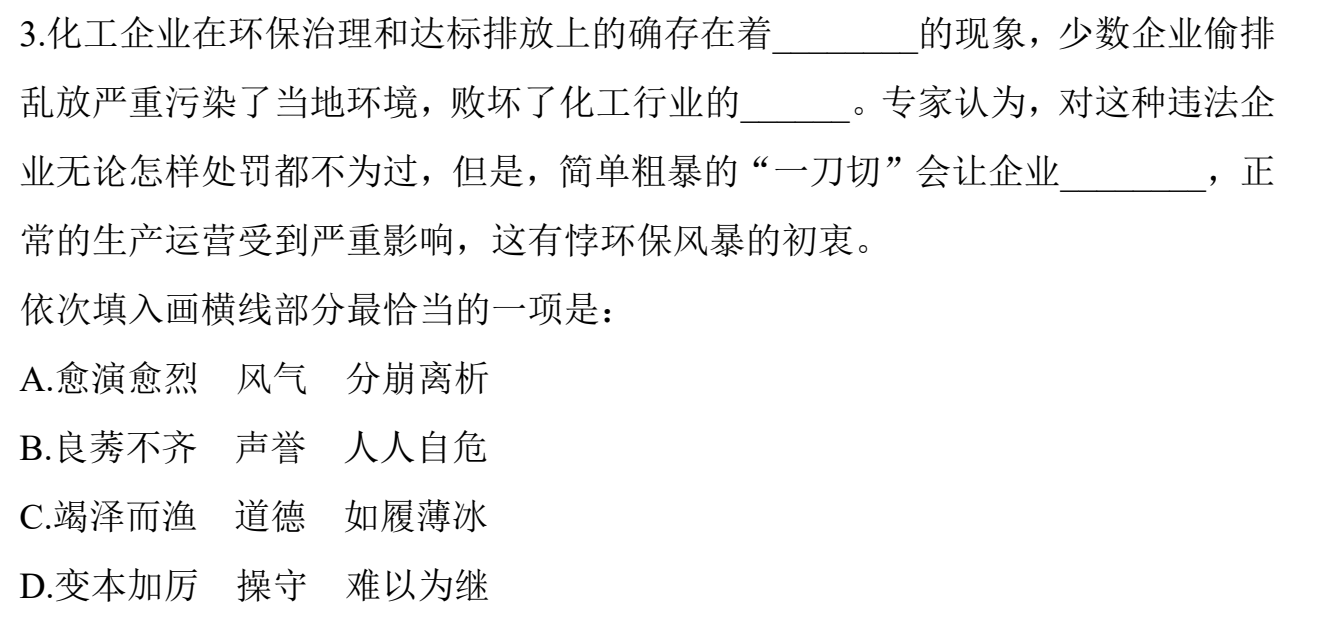 3.化工企业在环保治理和达标排放上的确存在着________的现象，少数企业偷排
乱放严重污染了当地环境，败坏了化工行业的______。专家认为，对这种违法企
业无论怎样处罚都不为过，但是，简单粗暴的“一刀切”会让企业________，正
常的生产运营受到严重影响，这有悖环保风暴的初衷。
依次填入画横线部分最恰当的一项是：
A.愈演愈烈 风气 分崩离析
B.良莠不齐 声誉 人人自危
C.竭泽而渔 道德 如履薄冰
D.变本加厉 操守 难以为继